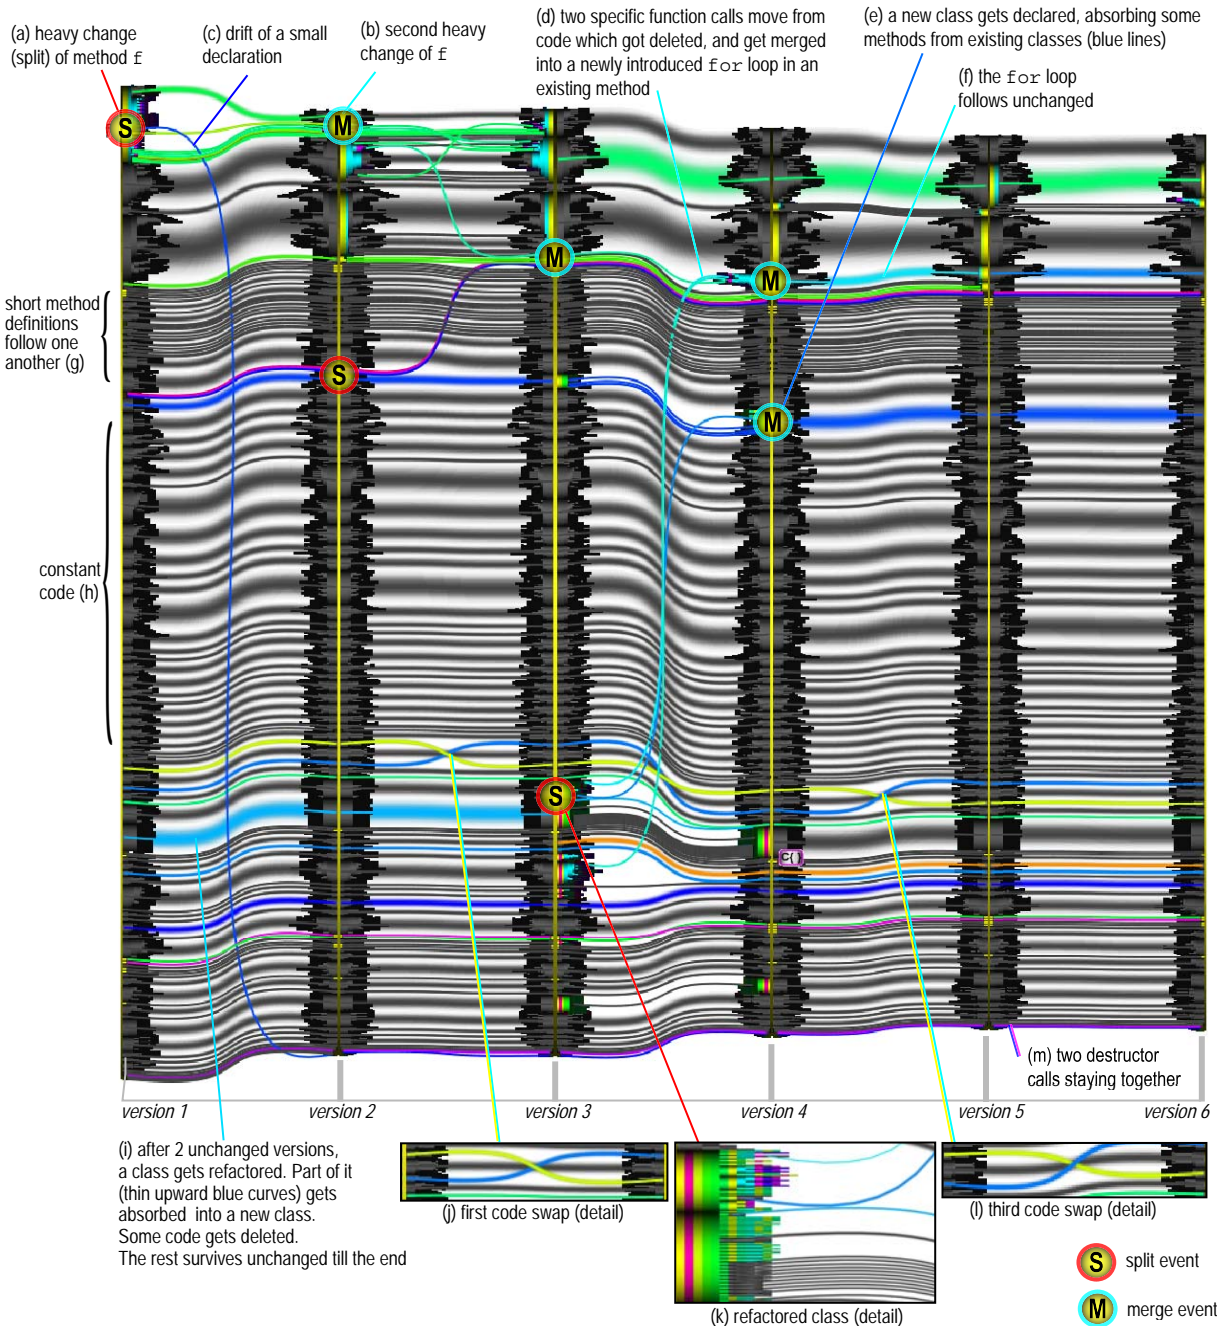 (a) heavy change
(split) of method f
(c) drift of a small
declaration
(b) second heavy
change of f
(d) two specific function calls move from
code which got deleted, and get merged
into a newly introduced for loop in an
existing method
(e) a new class gets declared, absorbing some
methods from existing classes (blue lines)
(f) the for loop
follows unchanged
S
M
M
M
short method
definitions
follow one
another (g)
S
M
constant
code (h)
S
C()
(m) two destructor
calls staying together
version 1
version 2
version 3
version 4
version 5
version 6
(i) after 2 unchanged versions,
a class gets refactored. Part of it
(thin upward blue curves) gets
absorbed into a new class.
Some code gets deleted.
The rest survives unchanged till the end
(j) first code swap (detail)
(k) refactored class (detail)
(l) third code swap (detail)
S split event
M merge event